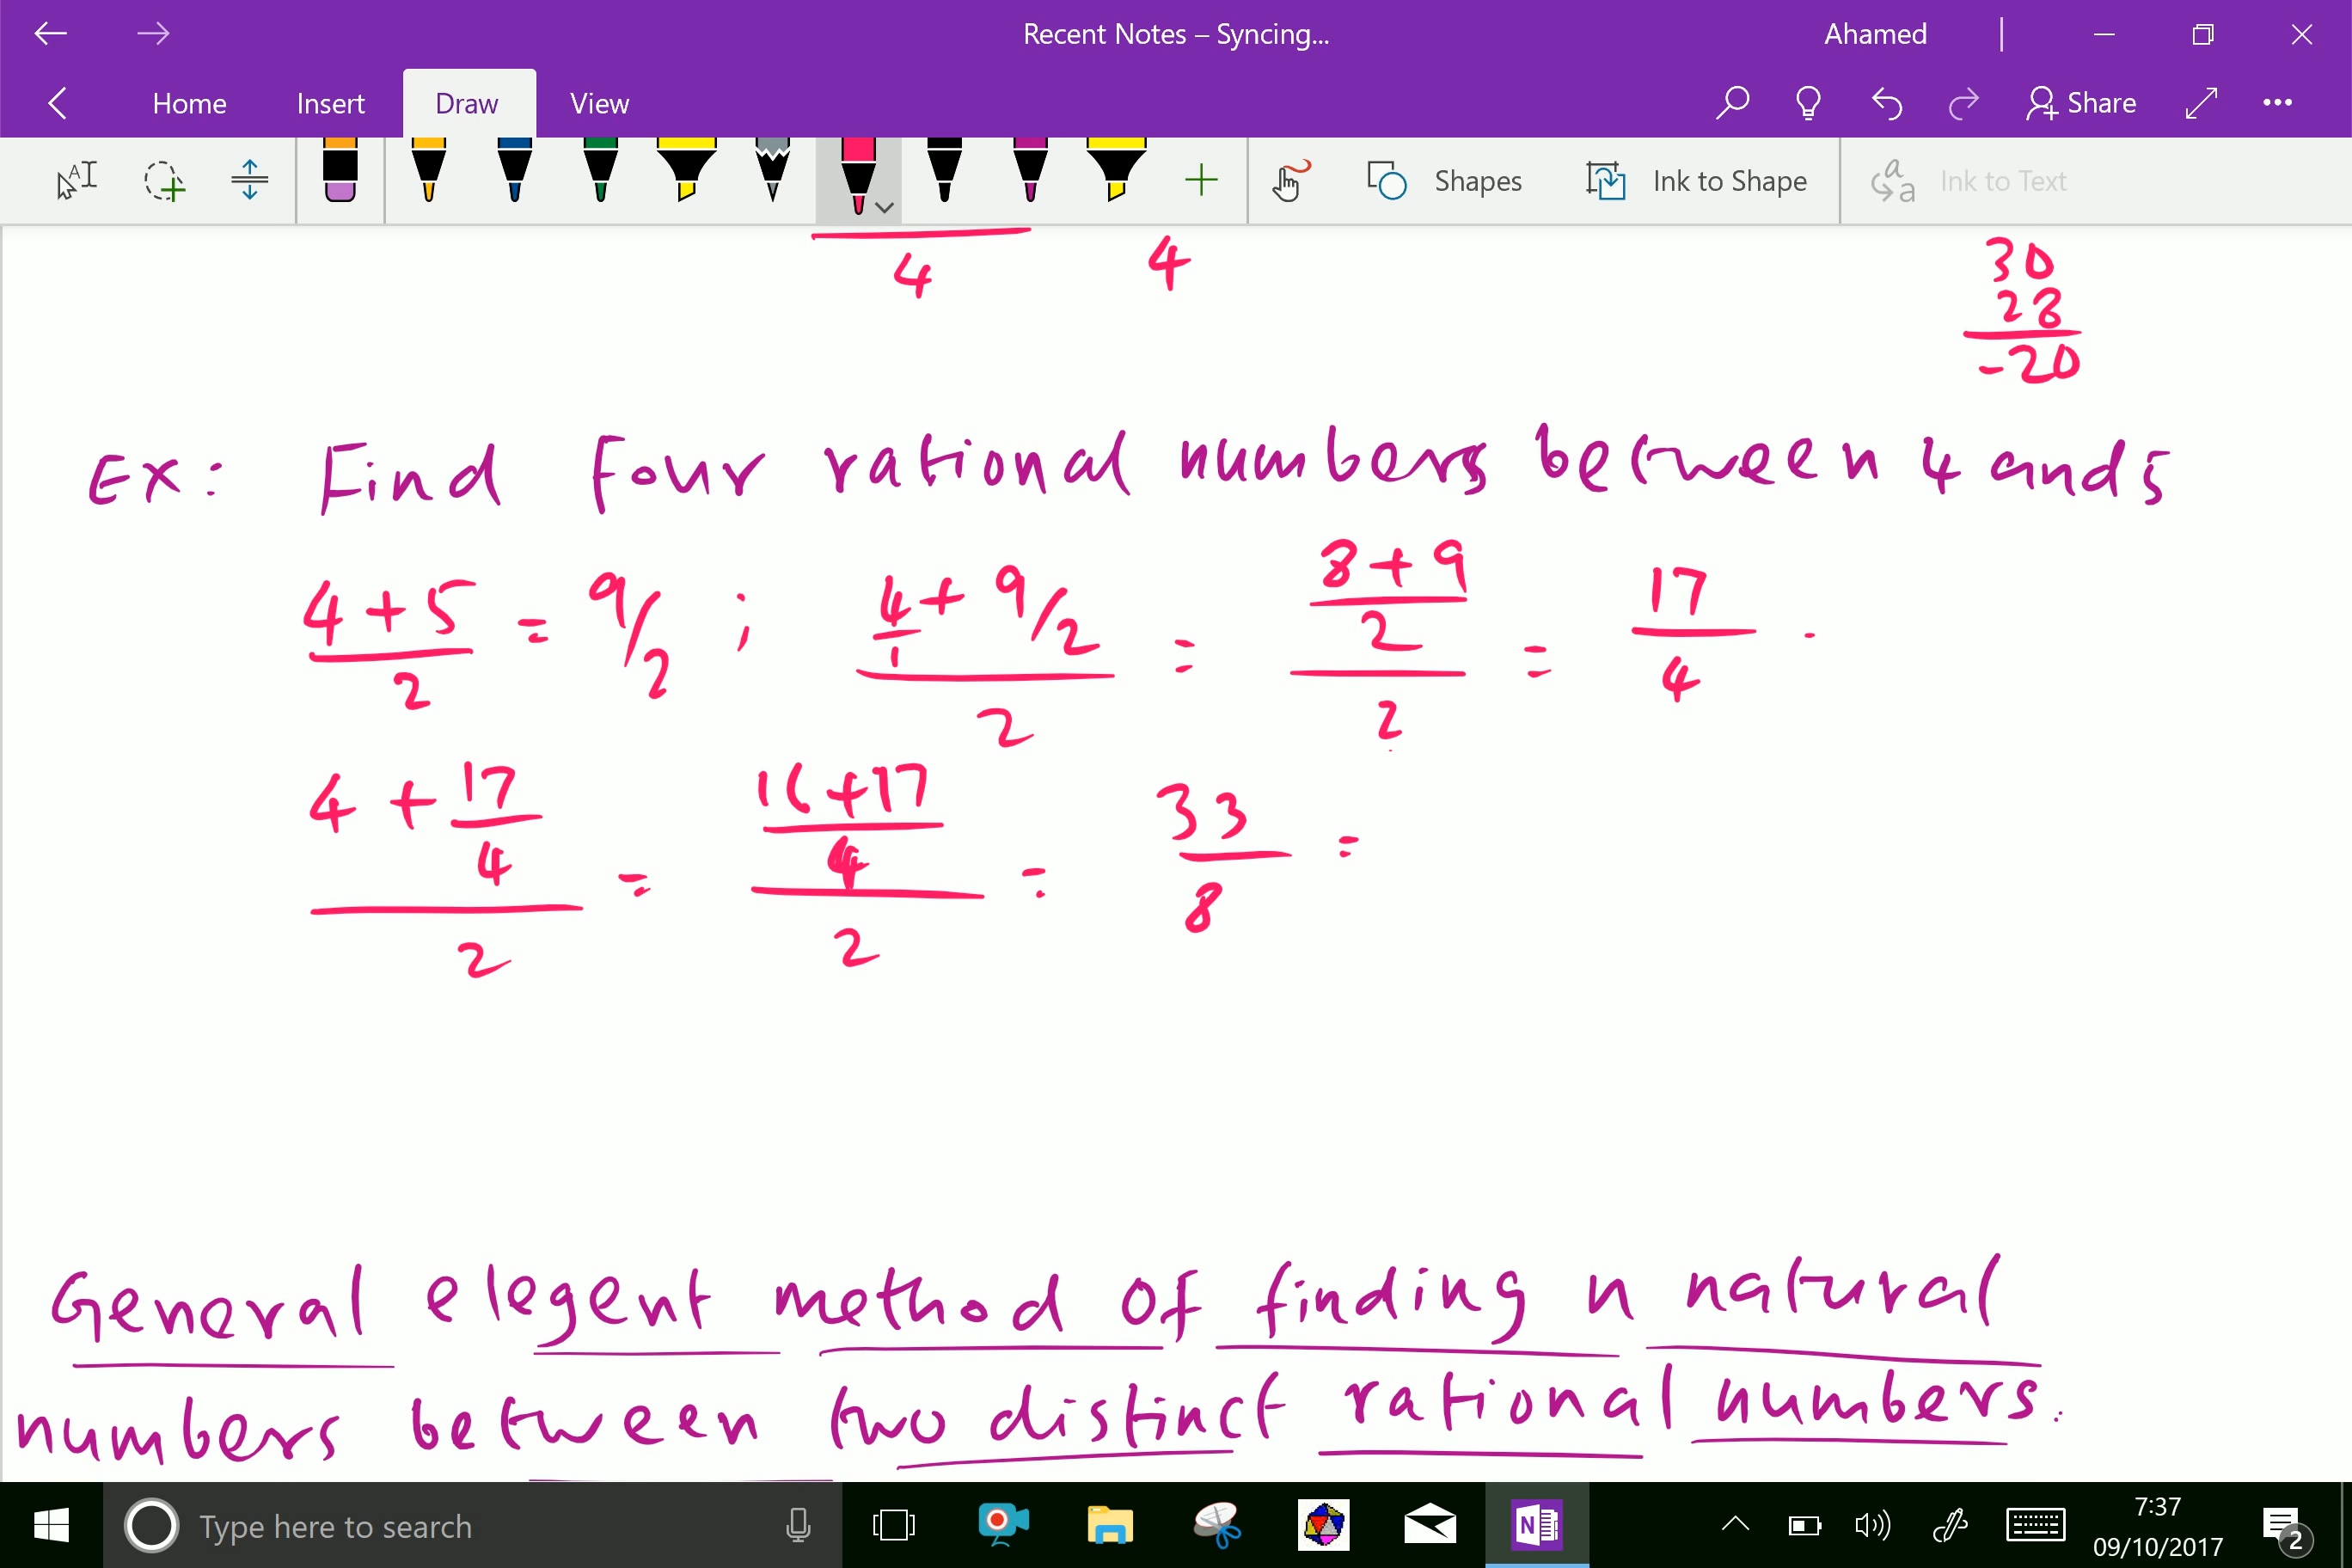 Recent Notes – Syncing... Ahamed
Home Insert Draw View Share
Shapes Ink to Shape Ink to Text
4 4
30
28
-20
Ex: Find Four rational numbers between 4 and 5
(4+5)/2 = 9/2 ; (4/1 + 9/2)/2 = ((8+9)/2)/2 = 17/4 .
(4 + 17/4)/2 = ((16+17)/4)/2 = 33/8 =
General elegent method of finding n natural
numbers between two distinct rational numbers.
Type here to search
7:37
09/10/2017
2